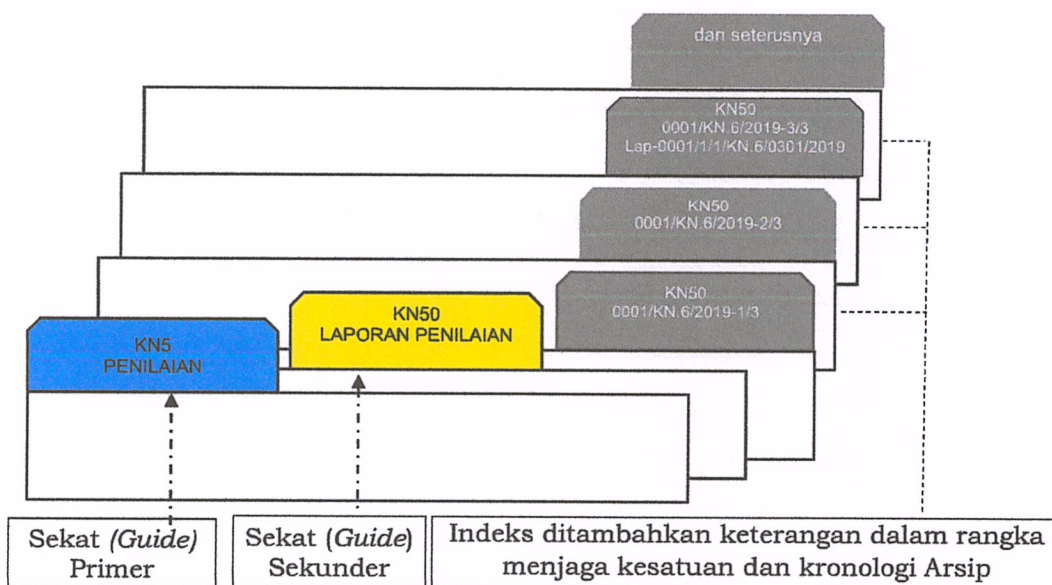 dan seterusnya
KN50
0001/KN.6/2019-3/3
Lap-0001/1/1/KN.6/0301/2019
KN50
0001/KN.6/2019-2/3
KN50
0001/KN.6/2019-1/3
KN50
LAPORAN PENILAIAN
KN5
PENILAIAN
Sekat (Guide)
Primer
Sekat (Guide)
Sekunder
Indeks ditambahkan keterangan dalam rangka
menjaga kesatuan dan kronologi Arsip